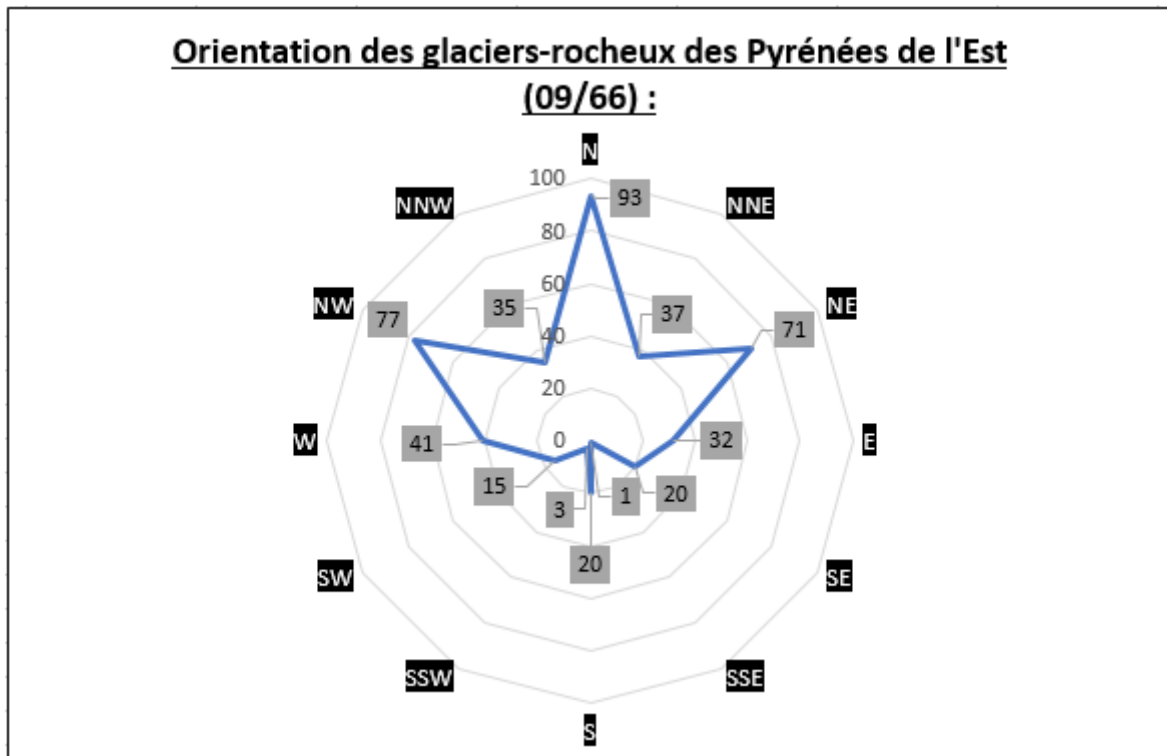 Orientation des glaciers-rocheux des Pyrénées de l'Est
(09/66) :
N
100
93
NNW
NNE
80
NW
NE
60
77
35
37
71
40
20
W
0
E
41
32
15
3
1
20
20
SW
SE
SSW
SSE
S